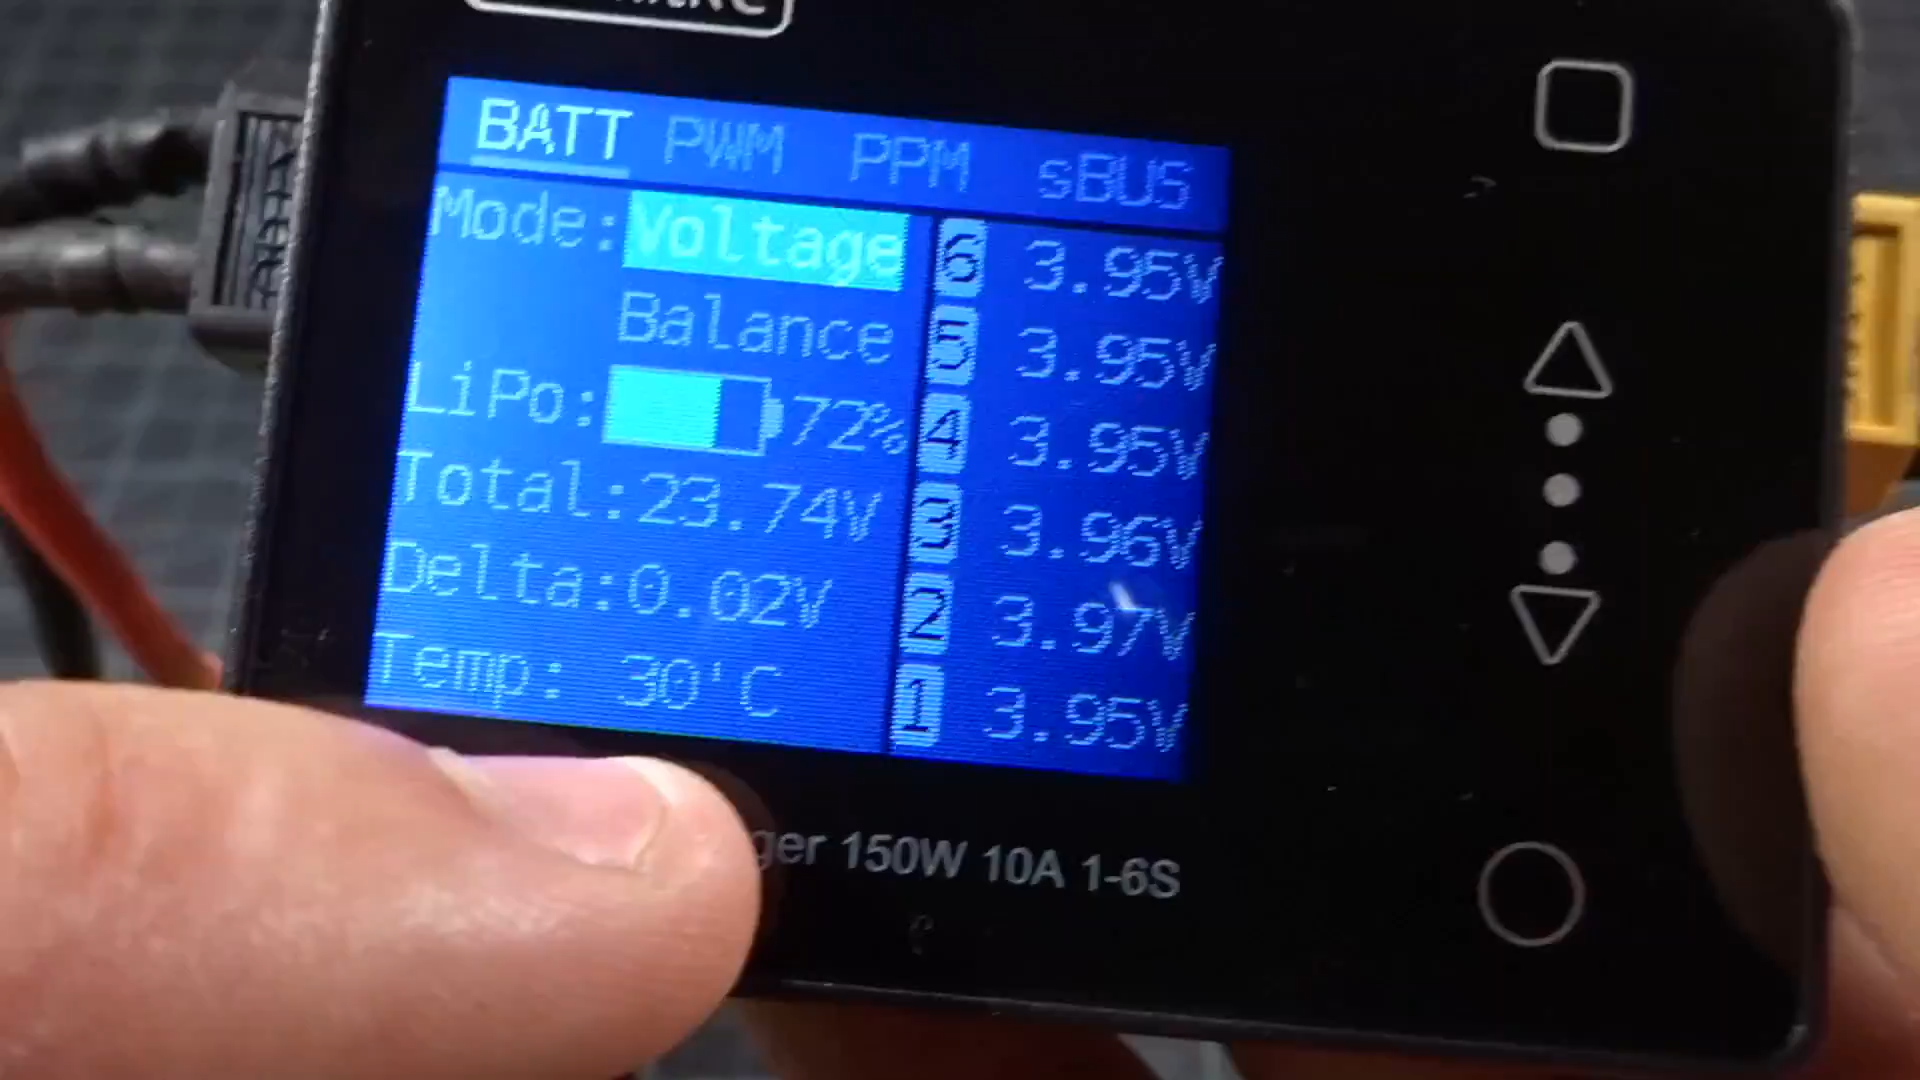 BATT PWM PPM sBUS
Mode: Voltage
Balance
LiPo: 72%
Total: 23.74V
Delta: 0.02V
Temp: 30'C
6 3.95V
5 3.95V
4 3.95V
3 3.96V
2 3.97V
1 3.95V
150W 10A 1-6S